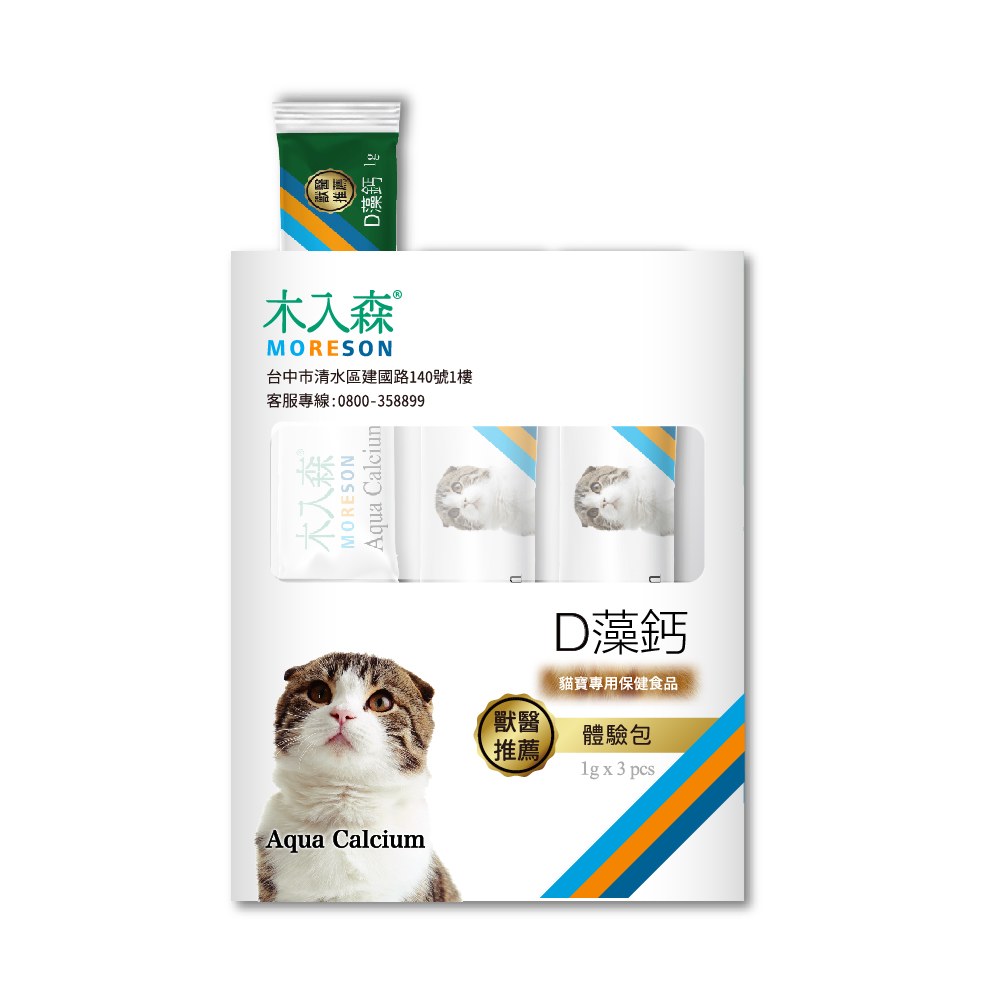 獸醫
推薦
D藻鈣 1g
木入森®
MORESON
台中市清水區建國路140號1樓
客服專線:0800-358899
木入森®
MORESON
Aqua Calcium
D藻鈣
貓寶專用保健食品
獸醫
推薦
體驗包
1g x 3 pcs
Aqua Calcium